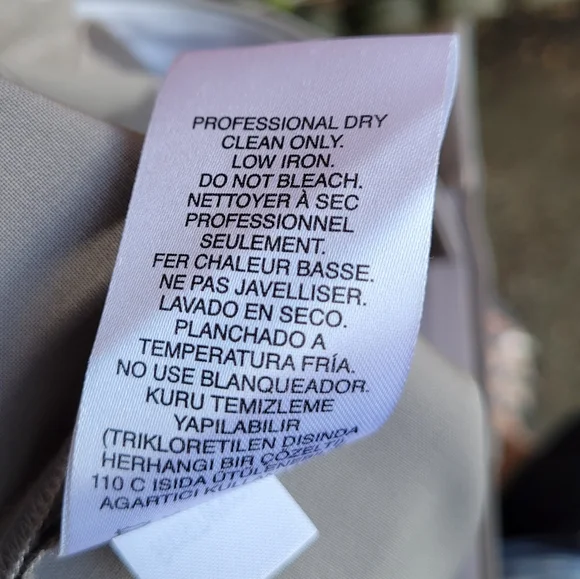 PROFESSIONAL DRY
CLEAN ONLY.
LOW IRON.
DO NOT BLEACH.
NETTOYER À SEC
PROFESSIONNEL
SEULEMENT.
FER CHALEUR BASSE.
NE PAS JAVELLISER.
LAVADO EN SECO.
PLANCHADO A
TEMPERATURA FRÍA.
NO USE BLANQUEADOR.
KURU TEMIZLEME
YAPILABILIR
(TRIKLORETILEN DISINDA
HERHANGI BIR
110 C ISIDA
AGARTICI